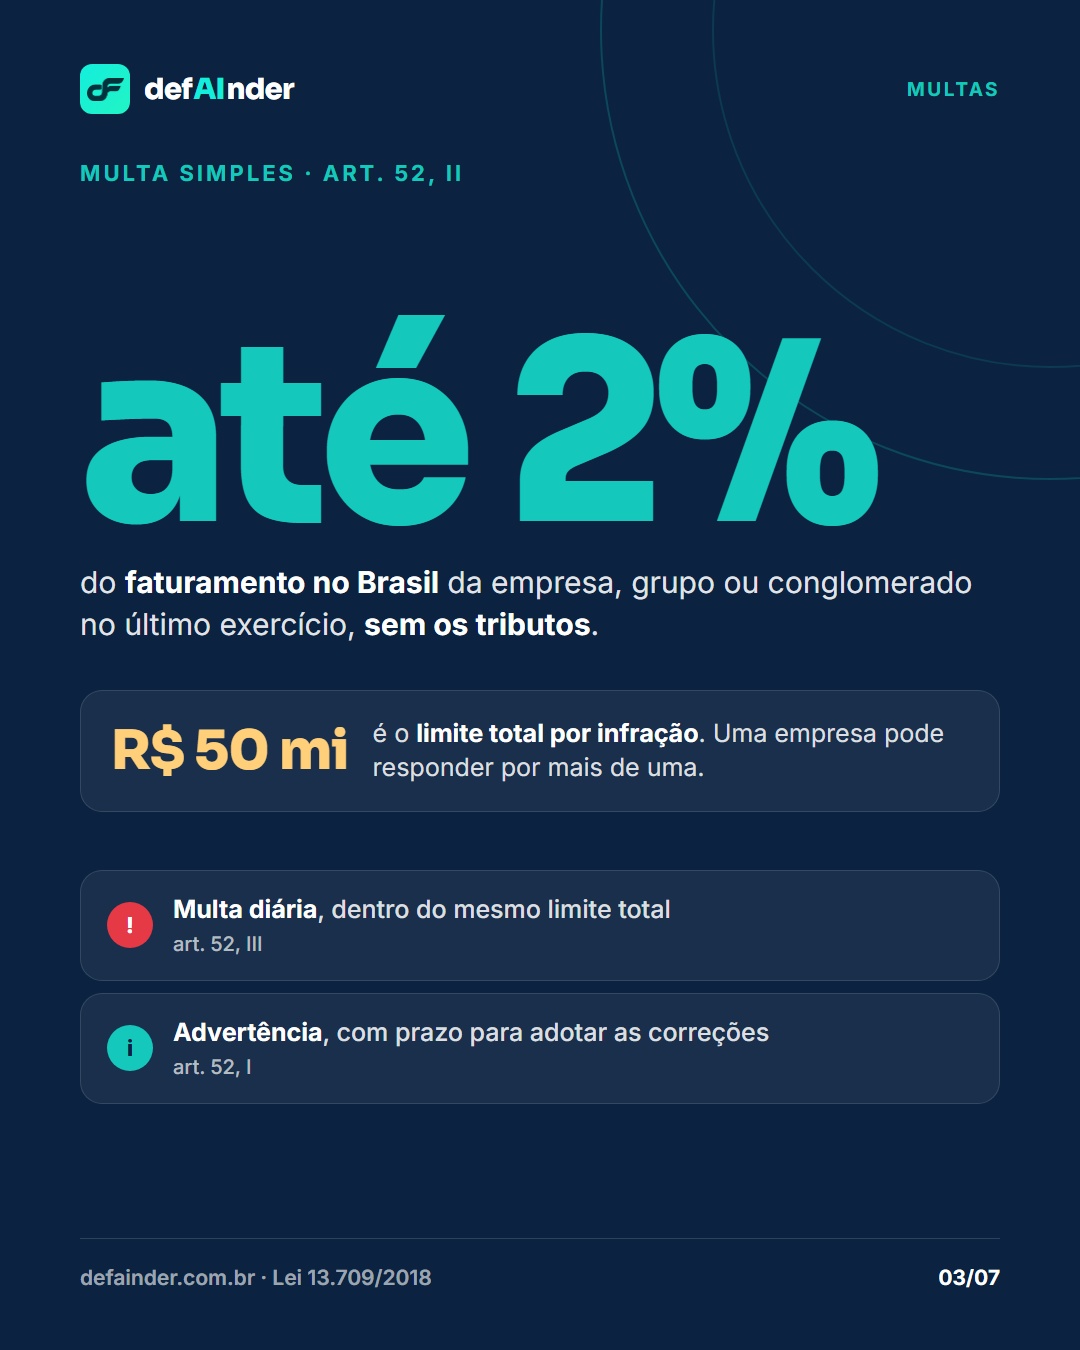 defAInder
MULTAS
MULTA SIMPLES · ART. 52, II
até 2%
do faturamento no Brasil da empresa, grupo ou conglomerado
no último exercício, sem os tributos.
R$ 50 mi
é o limite total por infração. Uma empresa pode
responder por mais de uma.
!
Multa diária, dentro do mesmo limite total
art. 52, III
i
Advertência, com prazo para adotar as correções
art. 52, I
defainder.com.br · Lei 13.709/2018
03/07